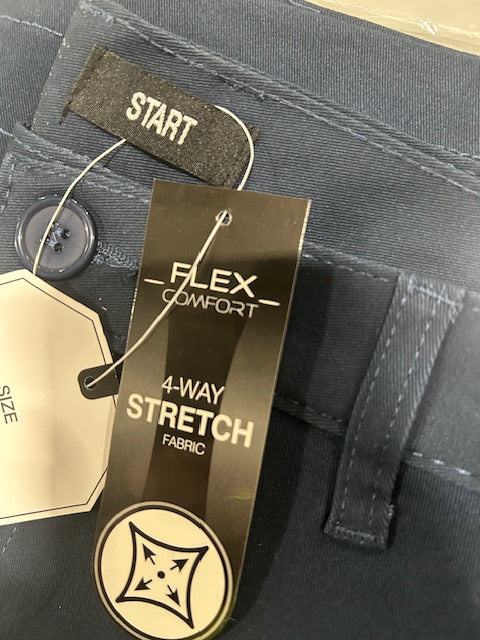 START
FLEX
COMFORT
4-WAY
STRETCH
FABRIC
SIZE